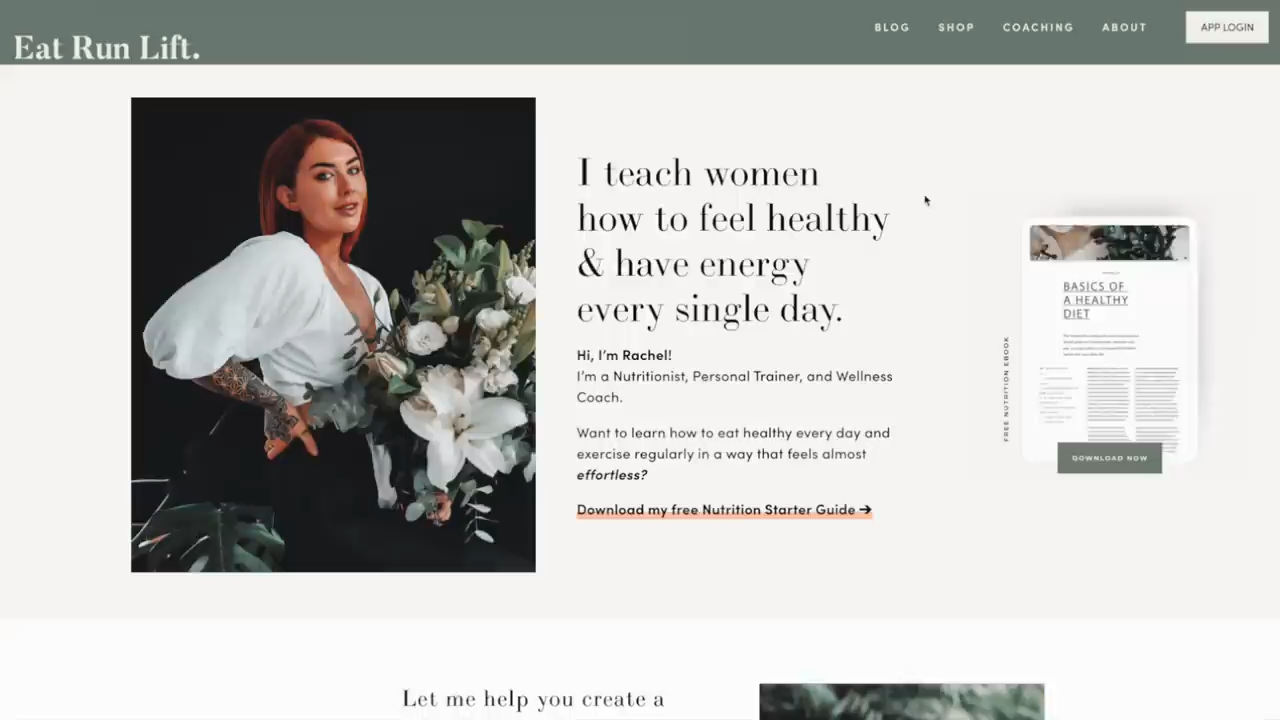 Eat Run Lift.
BLOG SHOP COACHING ABOUT APP LOGIN
I teach women
how to feel healthy
& have energy
every single day.
Hi, I'm Rachel!
I'm a Nutritionist, Personal Trainer, and Wellness
Coach.
Want to learn how to eat healthy every day and
exercise regularly in a way that feels almost
effortless?
Download my free Nutrition Starter Guide ➔
FREE NUTRITION EBOOK
BASICS OF
A HEALTHY
DIET
DOWNLOAD NOW
Let me help you create a